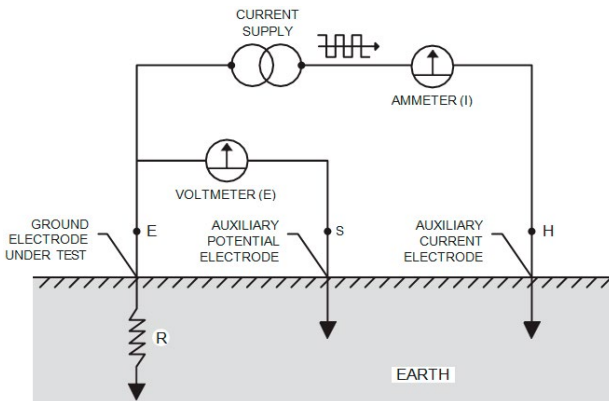 CURRENT
SUPPLY
AMMETER (I)
VOLTMETER (E)
GROUND
ELECTRODE
UNDER TEST
E
AUXILIARY
POTENTIAL
ELECTRODE
S
AUXILIARY
CURRENT
ELECTRODE
H
R
EARTH